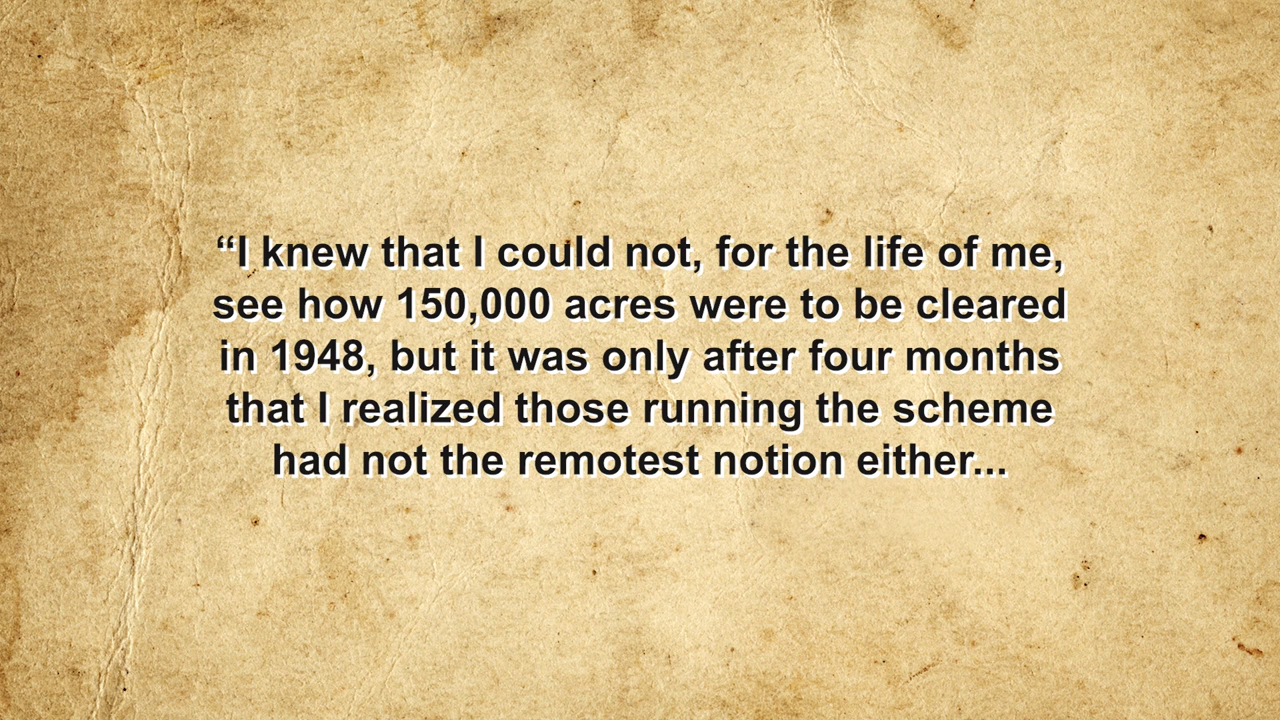 “I knew that I could not, for the life of me,
see how 150,000 acres were to be cleared
in 1948, but it was only after four months
that I realized those running the scheme
had not the remotest notion either...